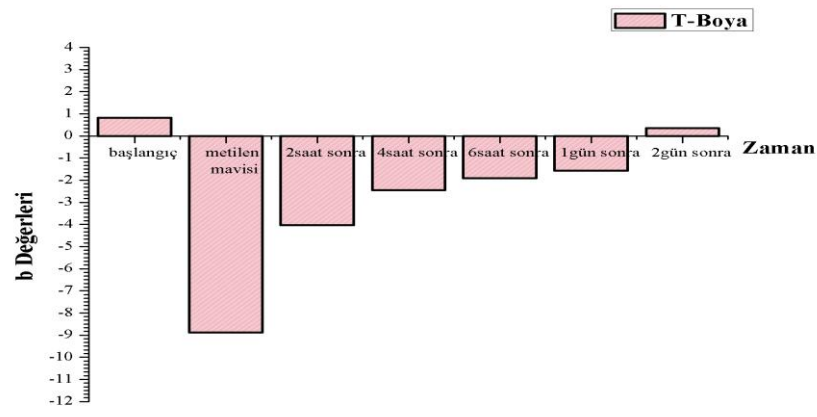 T-Boya
4
3
2
1
0
-1
-2
-3
-4
-5
-6
-7
-8
-9
-10
-11
-12
b Değerleri
başlangıç
metilen
mavisi
2saat sonra
4saat sonra
6saat sonra
1gün sonra
2gün sonra
Zaman